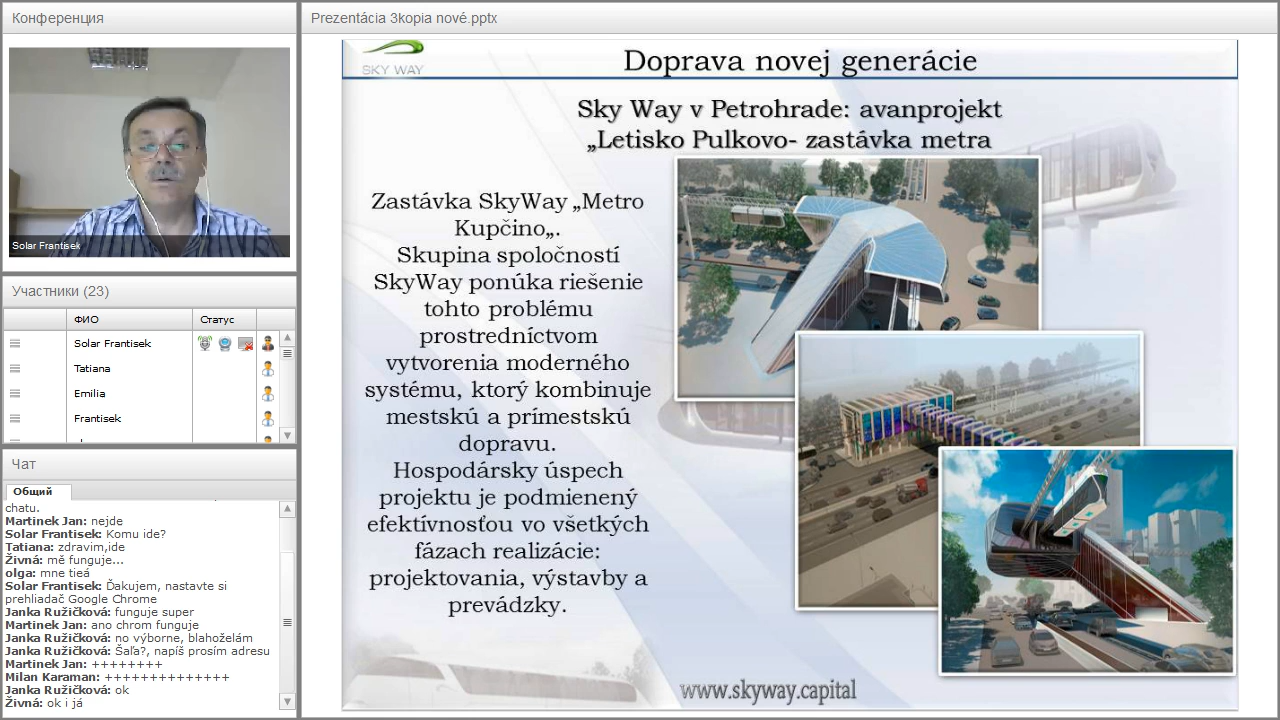 Конференция
Solar Frantisek
Участники (23)
ФИО
Статус
Solar Frantisek
Tatiana
Emilia
Frantisek
Чат
Общий
chatu.
Martinek Jan: nejde
Solar Frantisek: Komu ide?
Tatiana: zdravim,ide
Živná: mě funguje...
olga: mne tieá
Solar Frantisek: Ďakujem, nastavte si
prehliadač Google Chrome
Janka Ružičková: funguje super
Martinek Jan: ano chrom funguje
Janka Ružičková: no výborne, blahoželám
Janka Ružičková: Šaľa?, napíš prosím adresu
Martinek Jan: ++++++++
Milan Karaman: ++++++++++++++
Janka Ružičková: ok
Živná: ok i já
Prezentácia 3kopia nové.pptx
SKY WAY
Doprava novej generácie
Sky Way v Petrohrade: avanprojekt
„Letisko Pulkovo- zastávka metra
Zastávka SkyWay „Metro
Kupčino„.
Skupina spoločností
SkyWay ponúka riešenie
tohto problému
prostredníctvom
vytvorenia moderného
systému, ktorý kombinuje
mestskú a prímestskú
dopravu.
Hospodársky úspech
projektu je podmienený
efektívnosťou vo všetkých
fázach realizácie:
projektovania, výstavby a
prevádzky.
www.skyway.capital